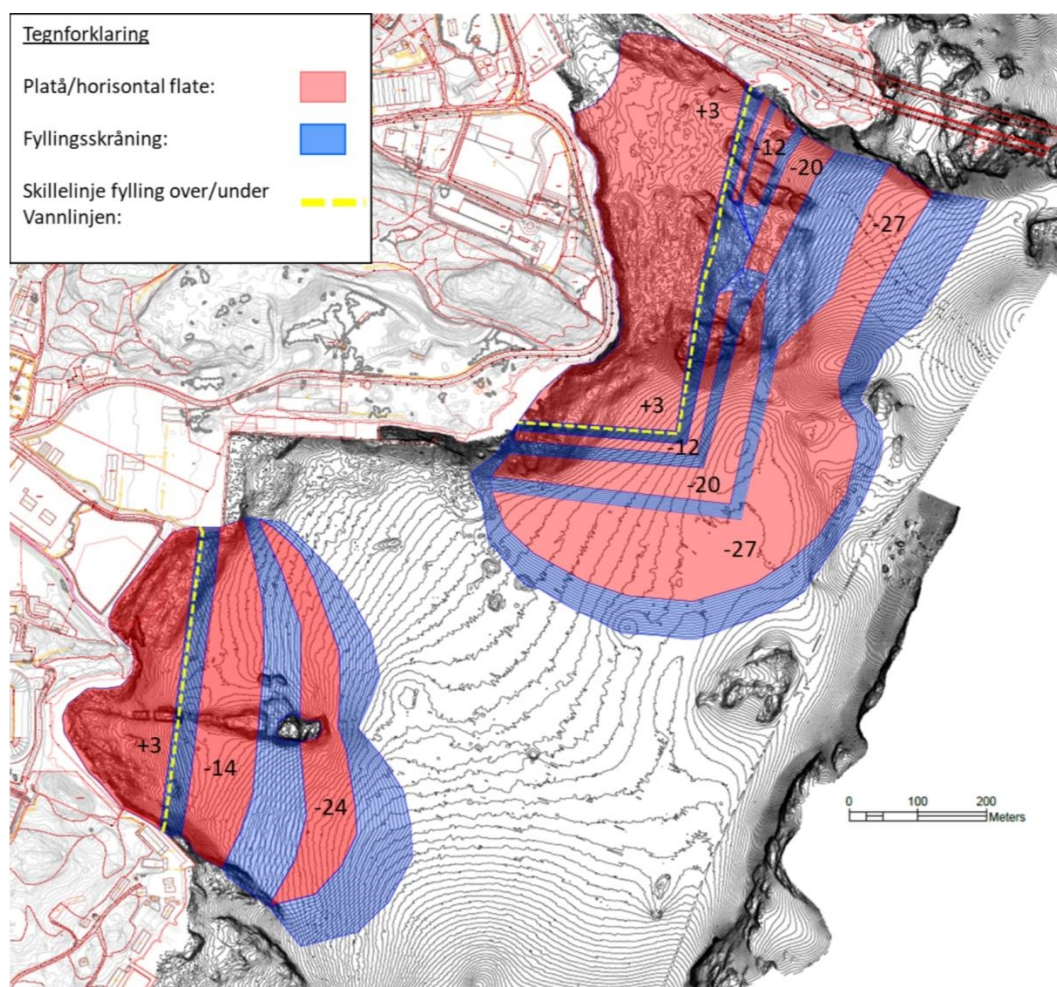 Tegnforklaring
Platå/horisontal flate:
Fyllingsskråning:
Skillelinje fylling over/under
Vannlinjen:
+3
-12
-20
-27
+3
-12
-20
-27
+3
-14
-24
0 100 200
Meters